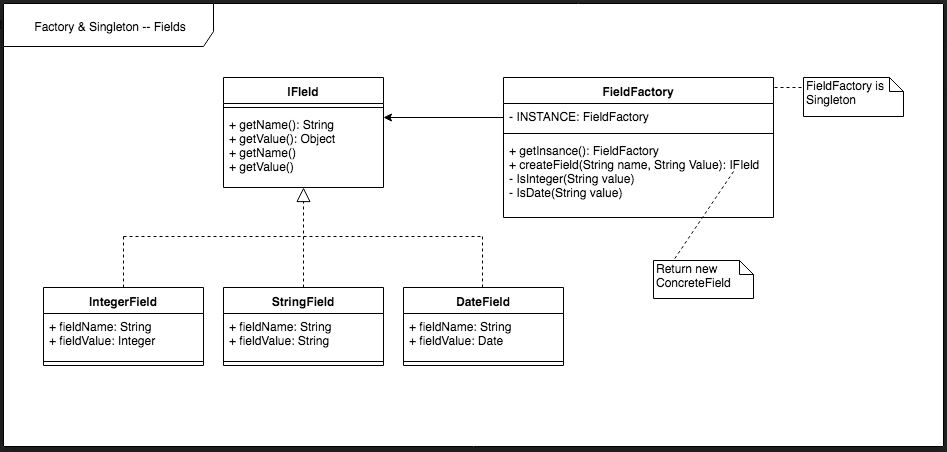 Factory & Singleton -- Fields
IField
+ getName(): String
+ getValue(): Object
+ getName()
+ getValue()
FieldFactory
- INSTANCE: FieldFactory
+ getInsance(): FieldFactory
+ createField(String name, String Value): IField
- IsInteger(String value)
- IsDate(String value)
FieldFactory is
Singleton
Return new
ConcreteField
IntegerField
+ fieldName: String
+ fieldValue: Integer
StringField
+ fieldName: String
+ fieldValue: String
DateField
+ fieldName: String
+ fieldValue: Date